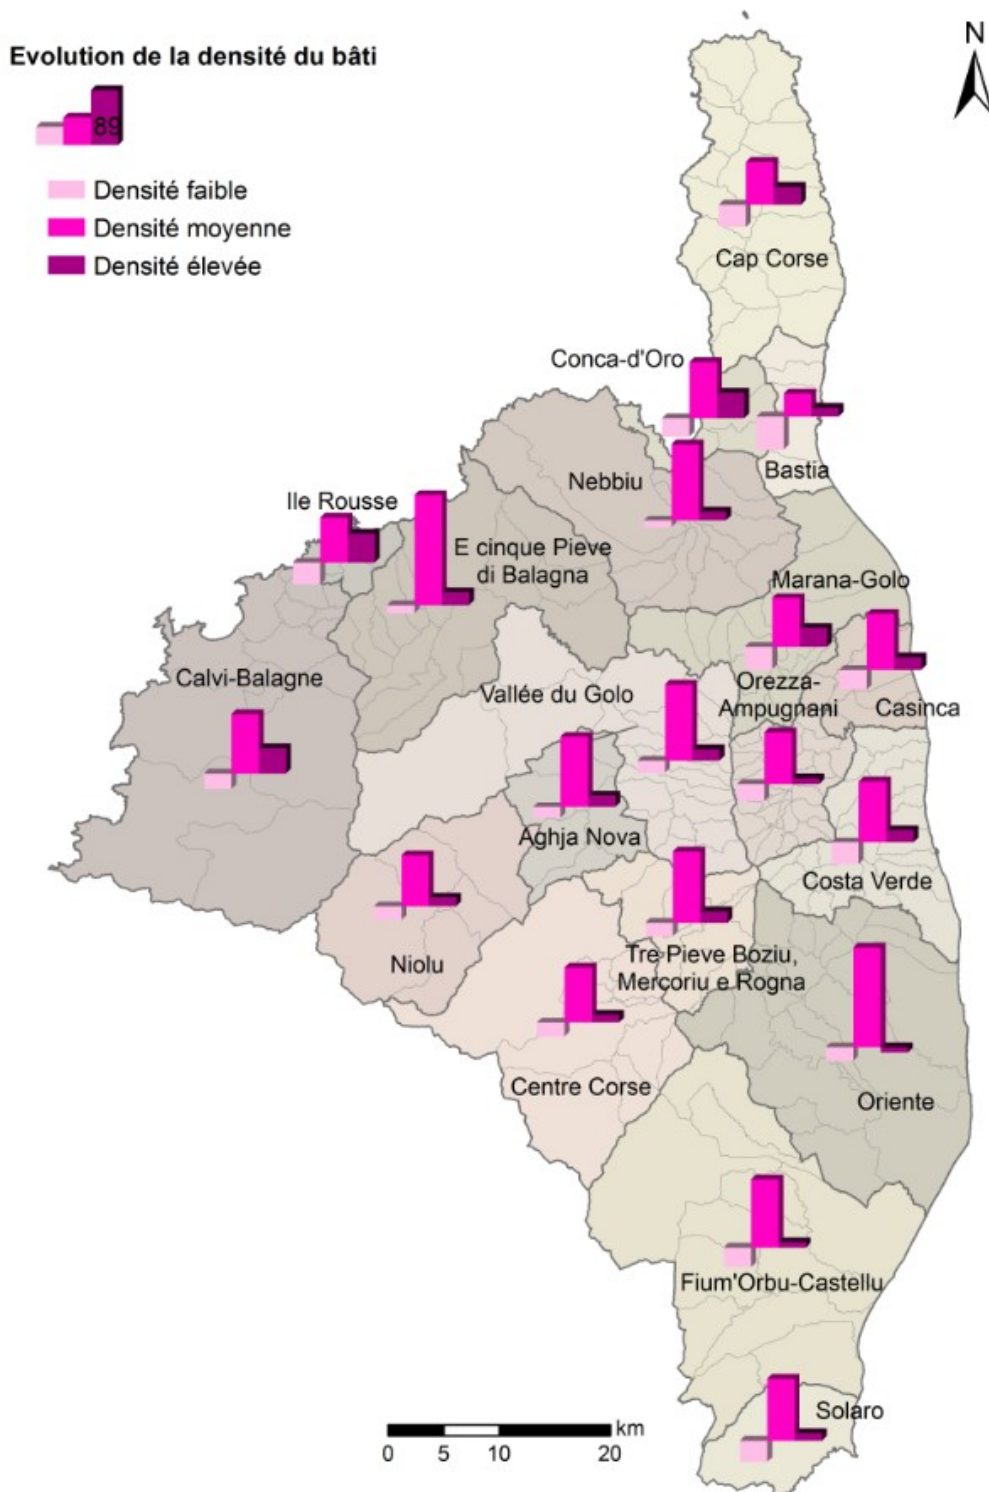 Evolution de la densité du bâti
N
89
Densité faible
Densité moyenne
Densité élevée
Cap Corse
Conca-d'Oro
Bastia
Nebbiu
Ile Rousse
E cinque Pieve
di Balagna
Marana-Golo
Calvi-Balagne
Vallée du Golo
Orezza-
Ampugnani
Casinca
Aghja Nova
Costa Verde
Niolu
Tre Pieve Boziu,
Mercoriu e Rogna
Centre Corse
Oriente
Fium'Orbu-Castellu
Solaro
km
0 5 10 20